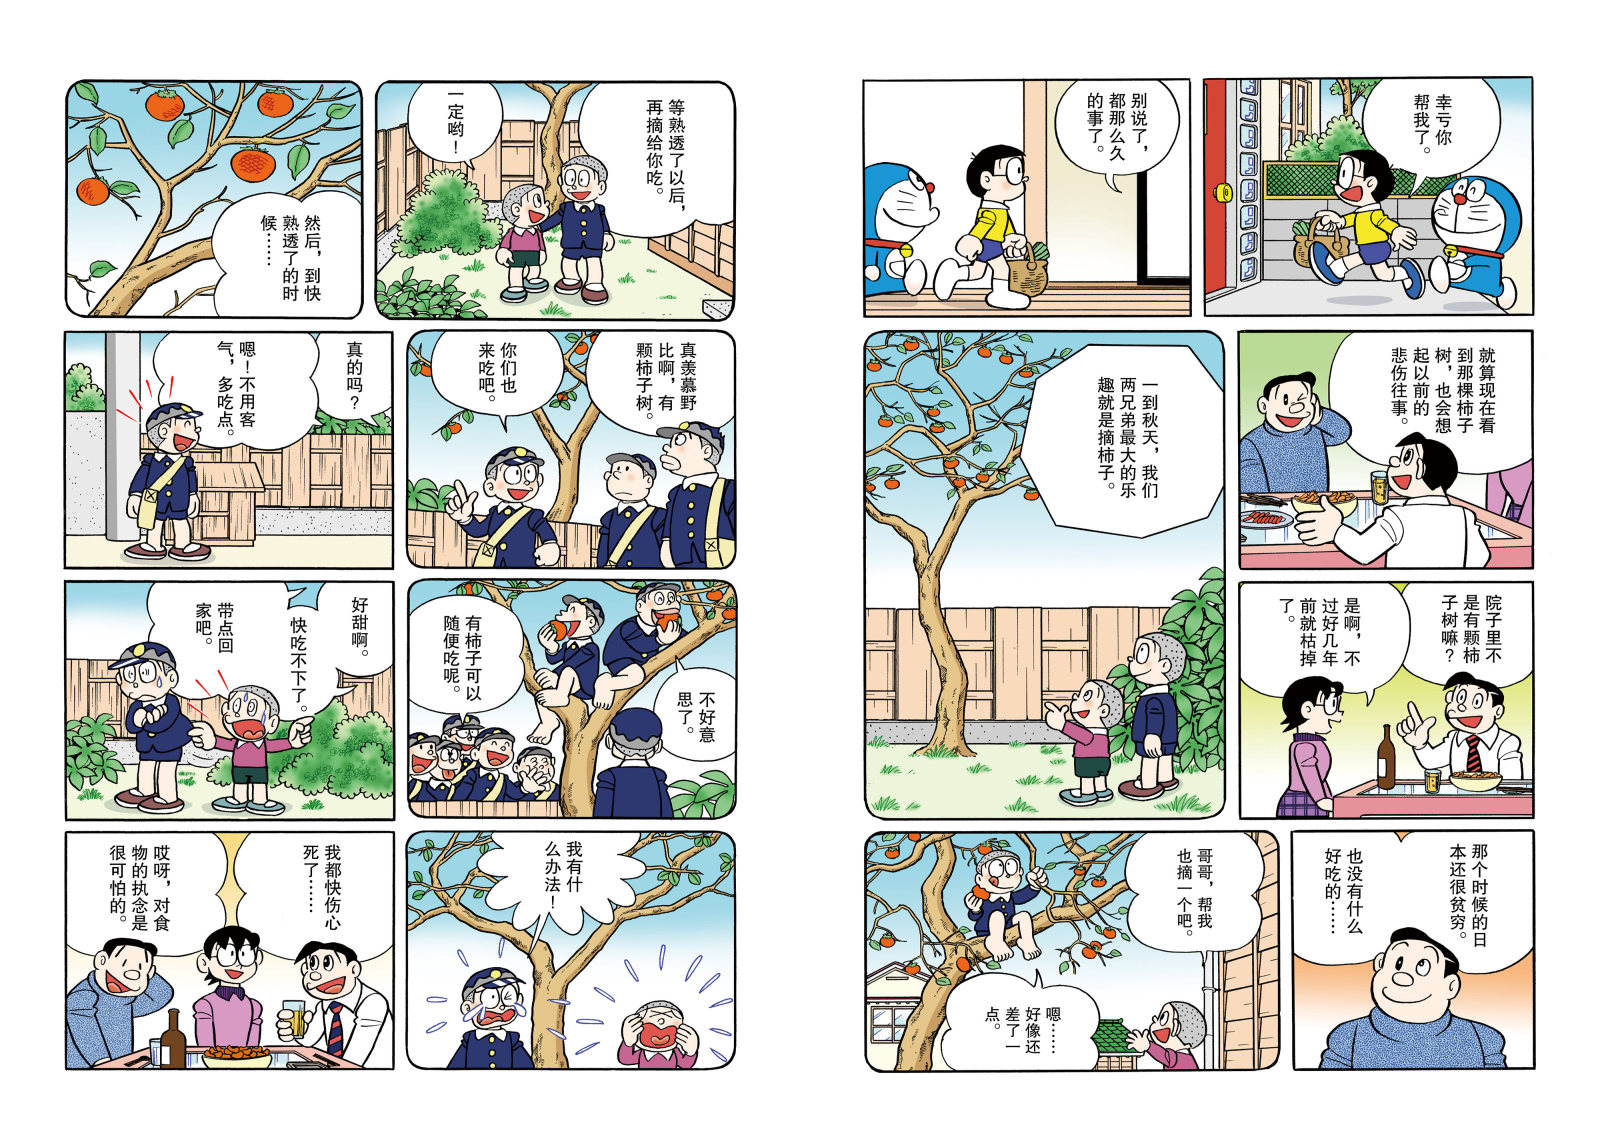 幸亏你
帮我了。
别说了，
都那么久
的事了。
就算现在看
到那棵柿子
树，也会想
起以前的
悲伤往事。
一到秋天，我们
两兄弟最大的乐
趣就是摘柿子。
院子里不
是有颗柿
子树嘛？
是啊，不
过好几年
前就枯掉
了。
那个时候的日
本还很贫穷。
也没有什么
好吃的……
哥哥，帮我
也摘一个吧。
嗯……
好像还
差了一
点。
等熟透了以后，
再摘给你吃。
一定哟！
然后，到快
熟透了的时
候……
真羡慕野
比啊，有
颗柿子树。
你们也
来吃吧。
真的吗？
嗯！不用客
气，多吃点。
不好意
思了。
有柿子可以
随便吃呢。
好甜啊。
快吃不下了。
带点回
家吧。
我有什
么办法！
我都快伤心
死了……
哎呀，对食
物的执念是
很可怕的。